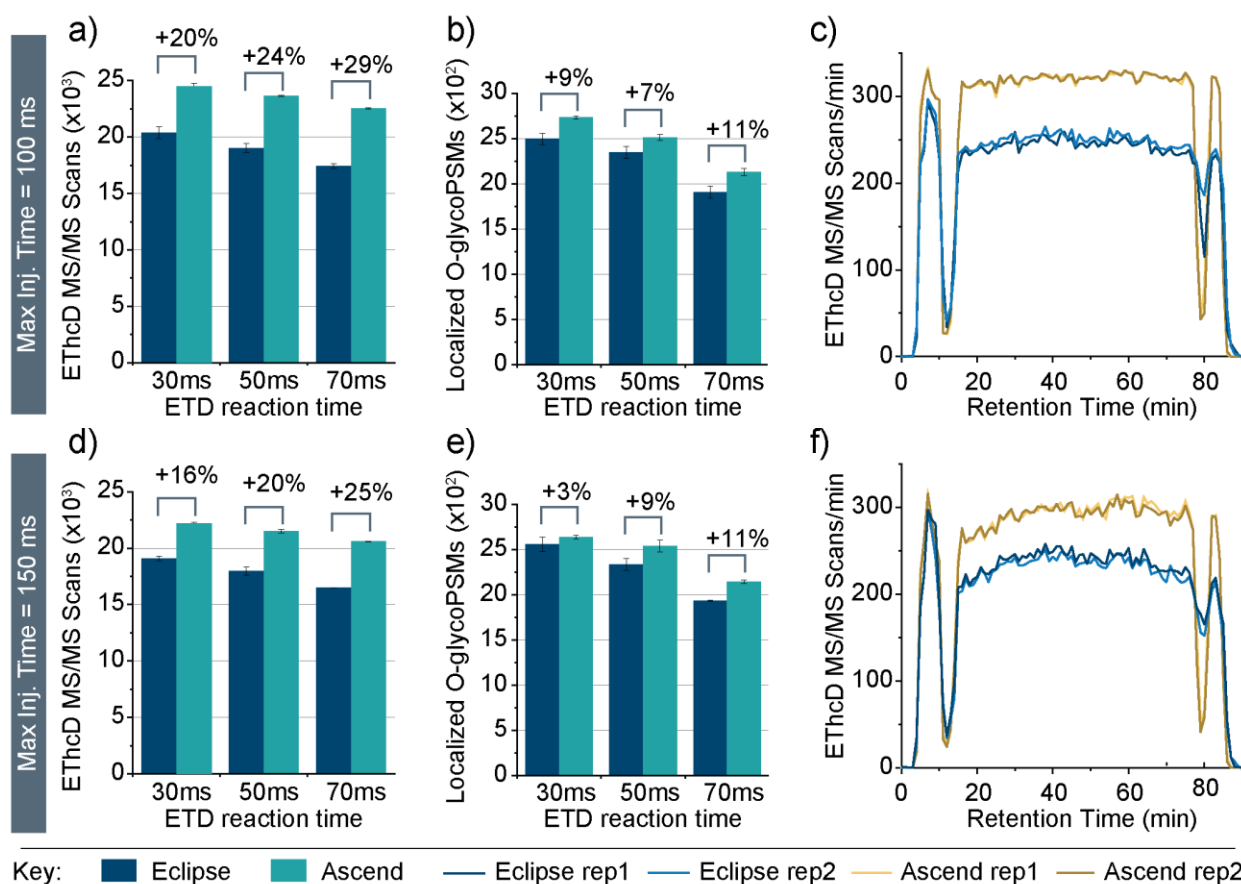 Max Inj. Time = 100 ms
a)
+20%
+24%
+29%
EThcD MS/MS Scans (x10³)
25
20
15
10
5
0
30ms 50ms 70ms
ETD reaction time
b)
+9%
+7%
+11%
Localized O-glycoPSMs (x10²)
30
25
20
15
10
5
0
30ms 50ms 70ms
ETD reaction time
c)
EThcD MS/MS Scans/min
300
200
100
0
0 20 40 60 80
Retention Time (min)
Max Inj. Time = 150 ms
d)
+16%
+20%
+25%
EThcD MS/MS Scans (x10³)
25
20
15
10
5
0
30ms 50ms 70ms
ETD reaction time
e)
+3%
+9%
+11%
Localized O-glycoPSMs (x10²)
30
25
20
15
10
5
0
30ms 50ms 70ms
ETD reaction time
f)
EThcD MS/MS Scans/min
300
200
100
0
0 20 40 60 80
Retention Time (min)
Key: Eclipse Ascend Eclipse rep1 Eclipse rep2 Ascend rep1 Ascend rep2